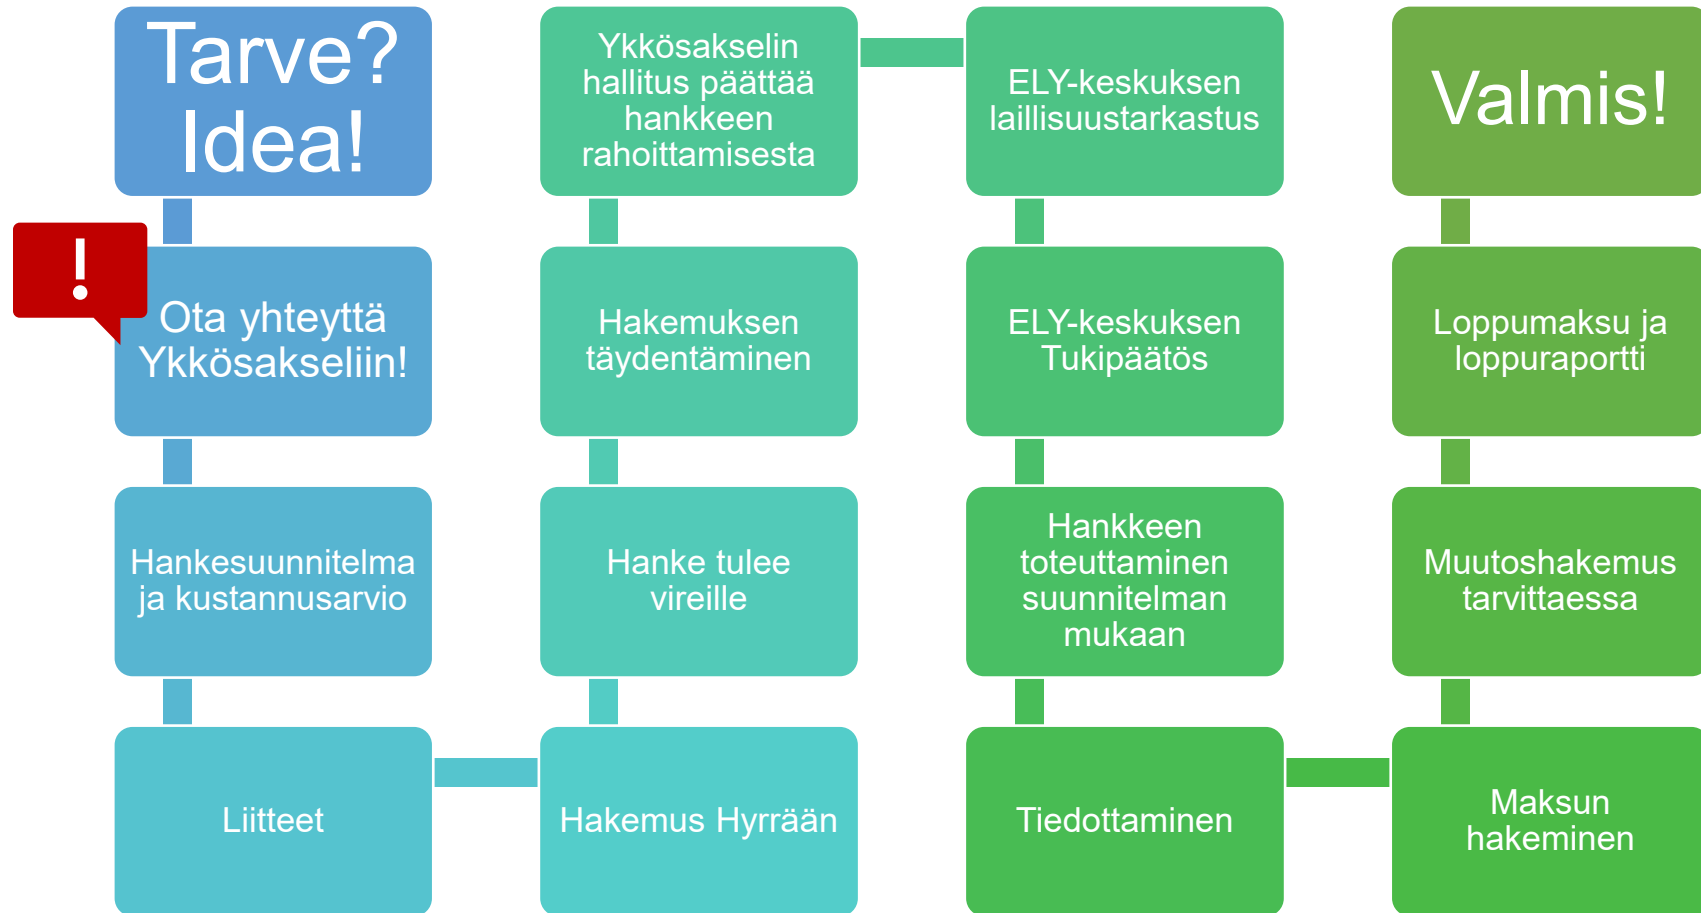 Tarve?
Idea!
!
Ota yhteyttä
Ykkösakseliin!
Hankesuunnitelma
ja kustannusarvio
Liitteet
Hakemus Hyrrään
Hanke tulee
vireille
Hakemuksen
täydentäminen
Ykkösakselin
hallitus päättää
hankkeen
rahoittamisesta
ELY-keskuksen
laillisuustarkastus
ELY-keskuksen
Tukipäätös
Hankkeen
toteuttaminen
suunnitelman
mukaan
Tiedottaminen
Maksun
hakeminen
Muutoshakemus
tarvittaessa
Loppumaksu ja
loppuraportti
Valmis!